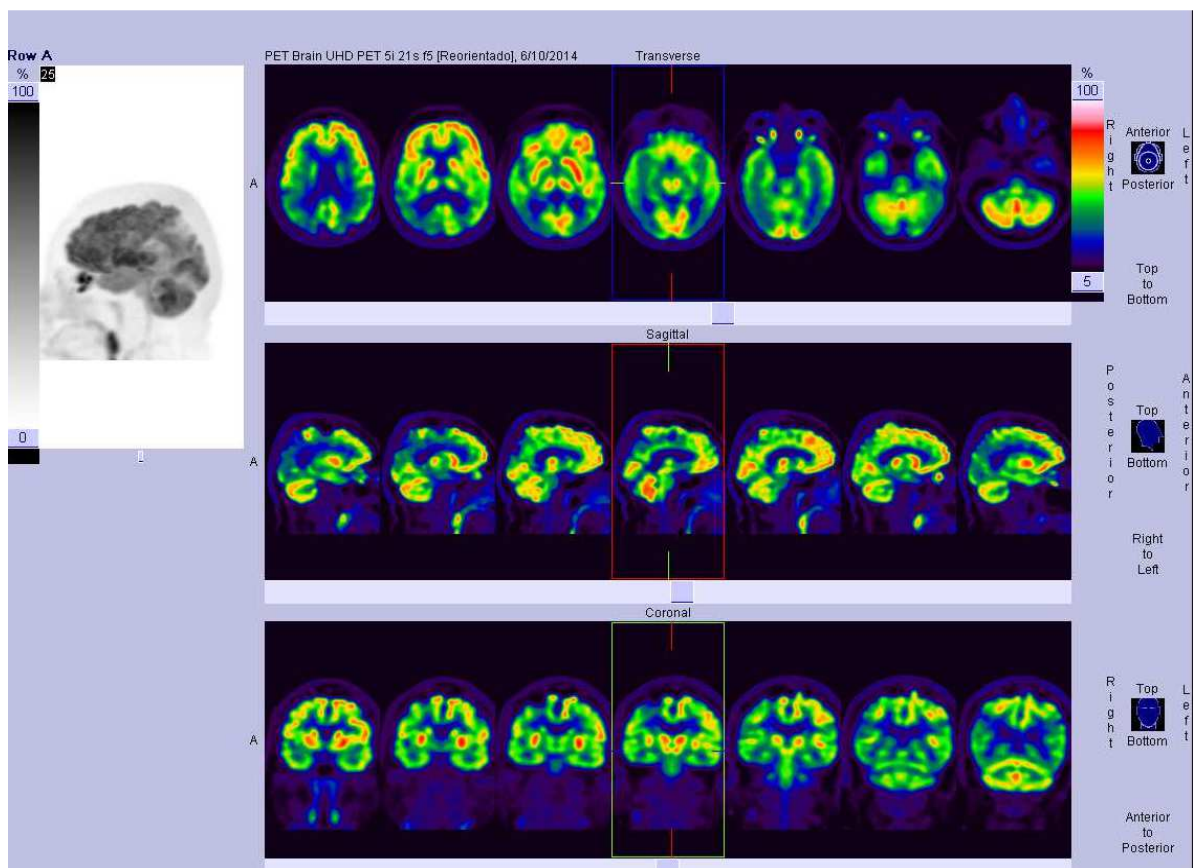 Row A
%
25
100
0
L
PET Brain UHD PET 5i 21s f5 [Reorientado], 6/10/2014
Transverse
A
%
100
5
Right
Anterior
Posterior
Left
Top
to
Bottom
Sagittal
A
Posterior
Top
Bottom
Anterior
Right
to
Left
Coronal
A
Right
Top
Bottom
Left
Anterior
to
Posterior